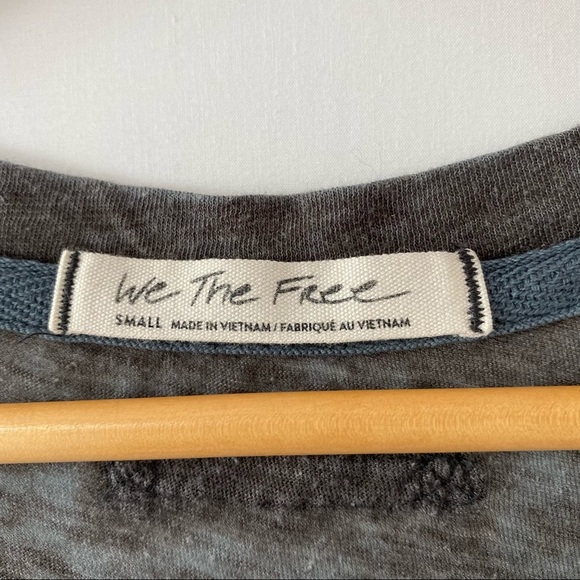 We The Free
SMALL MADE IN VIETNAM / FABRIQUÉ AU VIETNAM